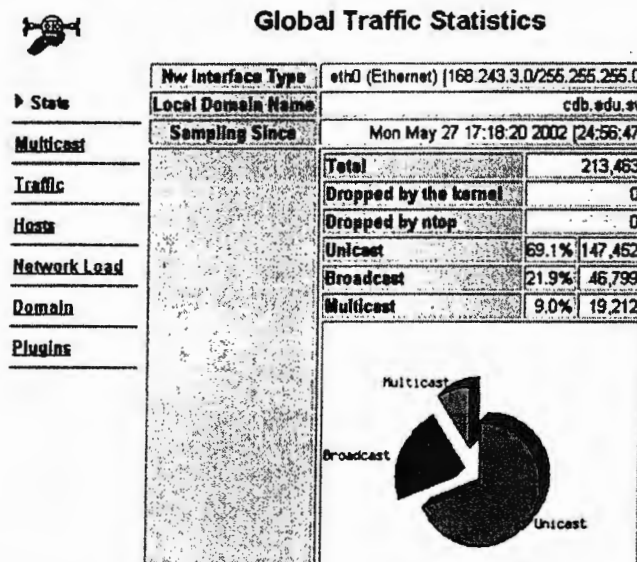 Global Traffic Statistics
Stats
Multicast
Traffic
Hosts
Network Load
Domain
Plugins
Nw Interface Type eth0 (Ethernet) [168.243.3.0/255.255.255.0
Local Domain Name cdb.edu.sv
Sampling Since Mon May 27 17:18:20 2002 [24:56:47
Total 213,463
Dropped by the kernel 0
Dropped by ntop 0
Unicast 69.1% 147,452
Broadcast 21.9% 46,799
Multicast 9.0% 19,212
Multicast
Broadcast
Unicast